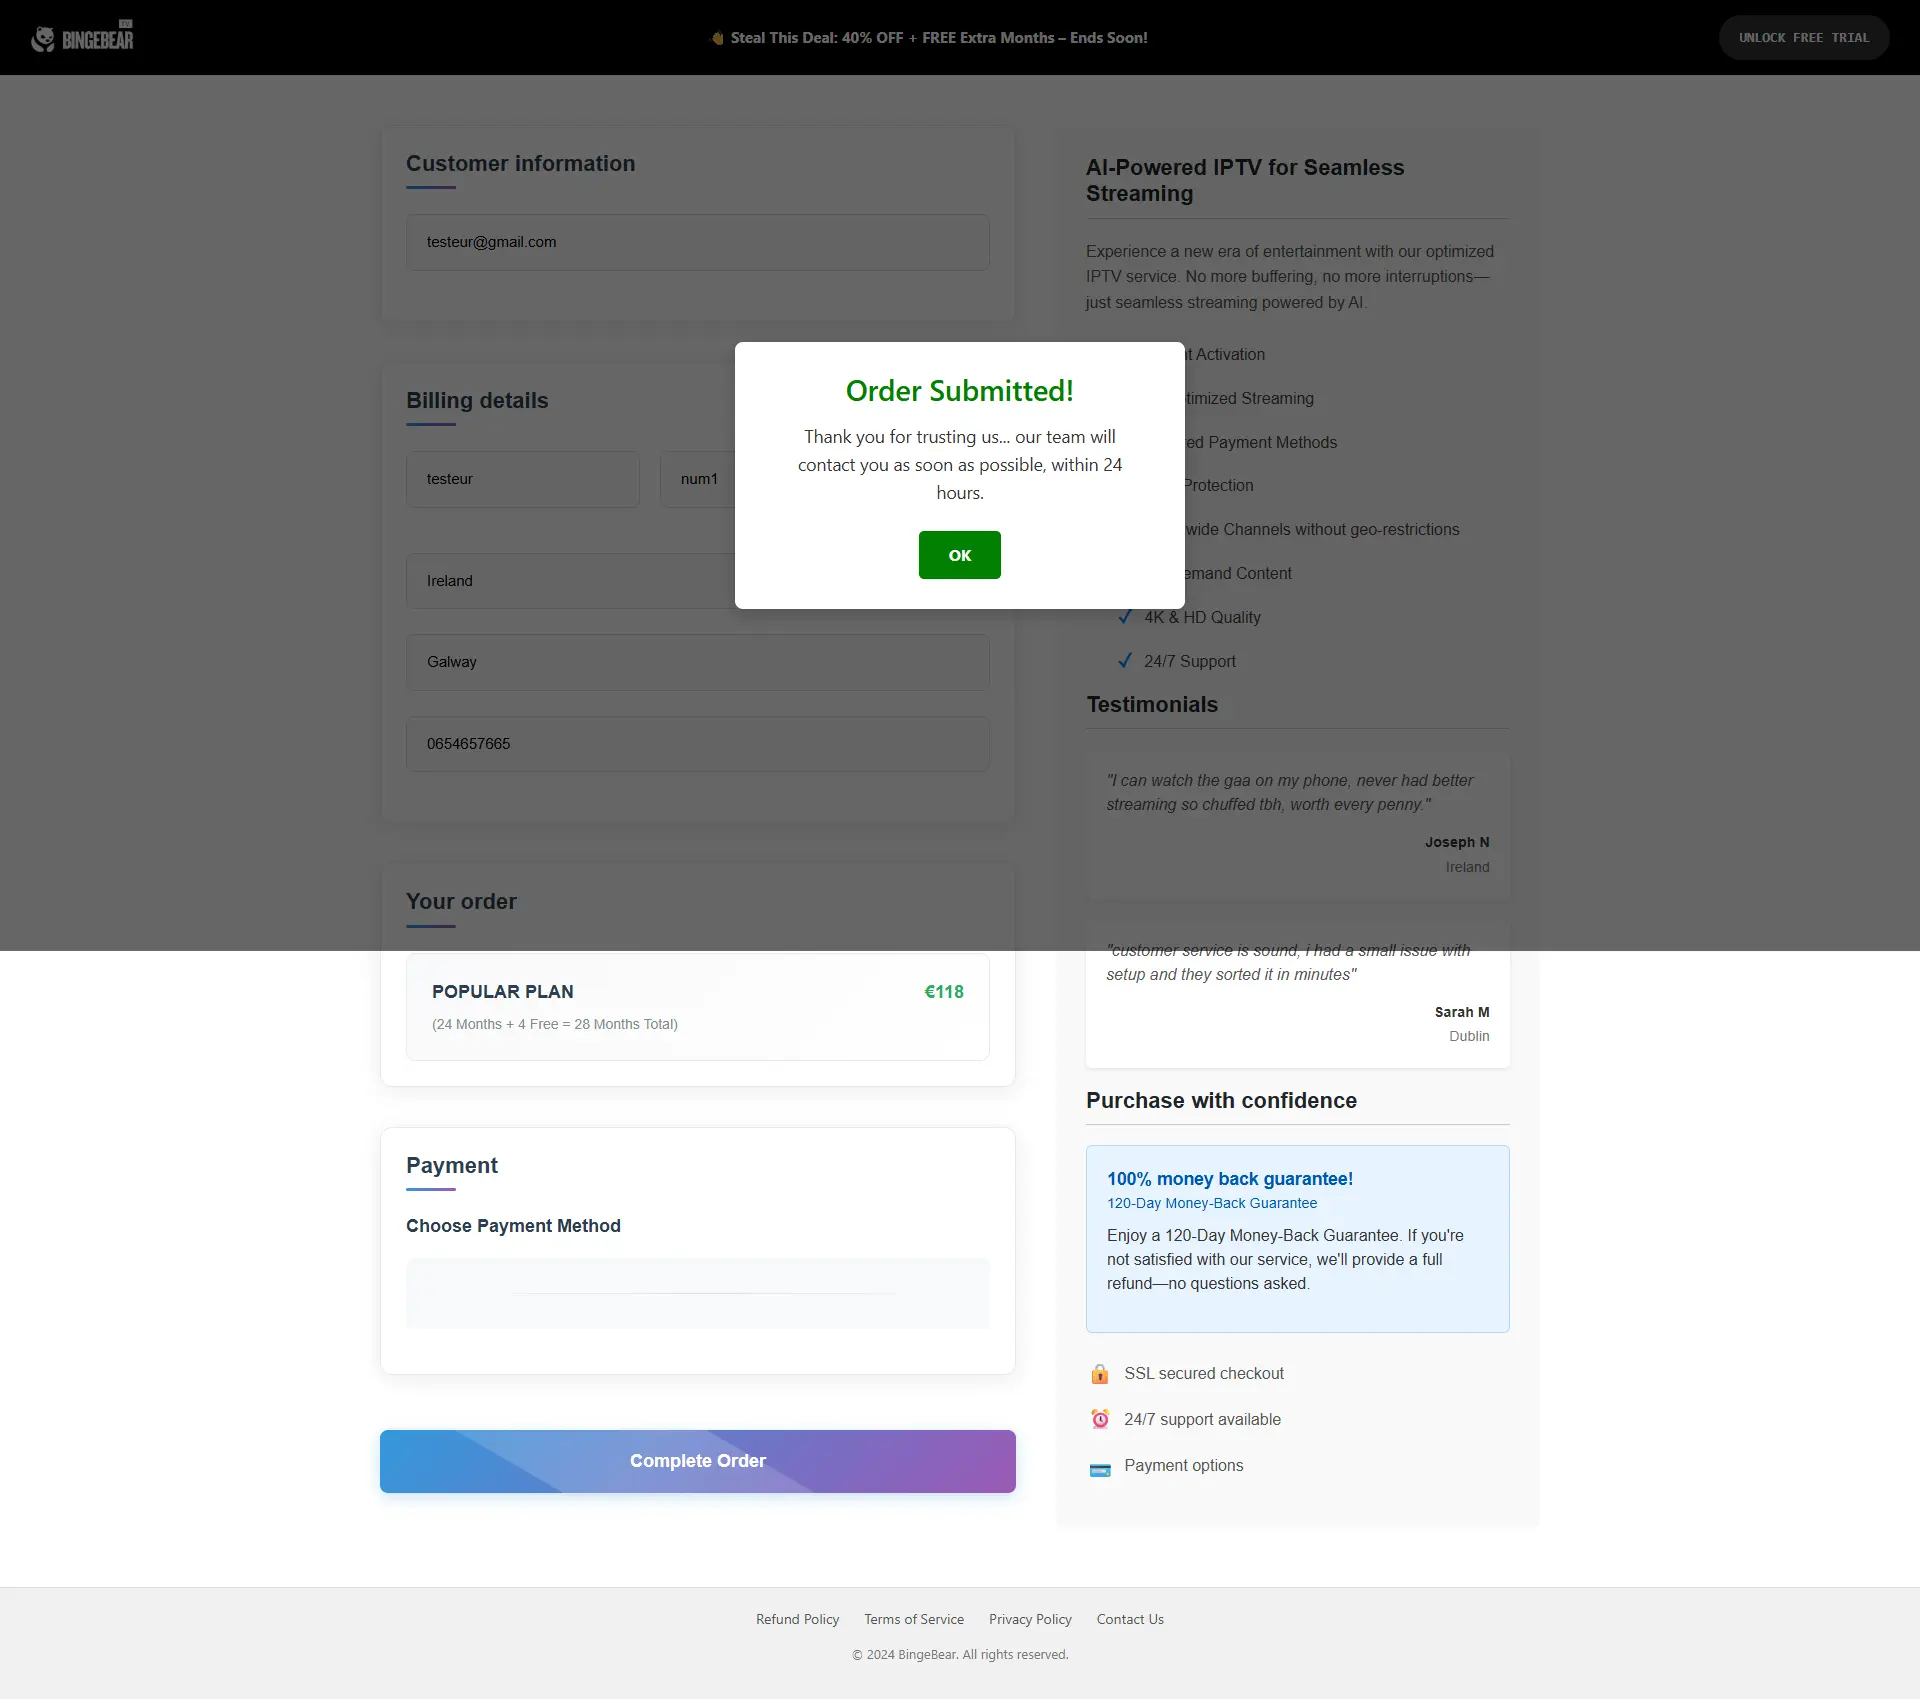 BINGEBEAR TV
👋 Steal This Deal: 40% OFF + FREE Extra Months – Ends Soon!
UNLOCK FREE TRIAL
Customer information
testeur@gmail.com
Billing details
testeur
num1
Ireland
Galway
0654657665
Your order
POPULAR PLAN
€118
(24 Months + 4 Free = 28 Months Total)
Payment
Choose Payment Method
Complete Order
Order Submitted!
Thank you for trusting us... our team will
contact you as soon as possible, within 24
hours.
OK
AI-Powered IPTV for Seamless
Streaming
Experience a new era of entertainment with our optimized
IPTV service. No more buffering, no more interruptions—
just seamless streaming powered by AI.
Activation
Streaming
Payment Methods
Protection
wide Channels without geo-restrictions
Content
4K & HD Quality
24/7 Support
Testimonials
"I can watch the gaa on my phone, never had better
streaming so chuffed tbh, worth every penny."
Joseph N
Ireland
"customer service is sound, i had a small issue with
setup and they sorted it in minutes"
Sarah M
Dublin
Purchase with confidence
100% money back guarantee!
120-Day Money-Back Guarantee
Enjoy a 120-Day Money-Back Guarantee. If you're
not satisfied with our service, we'll provide a full
refund—no questions asked.
SSL secured checkout
24/7 support available
Payment options
Refund Policy
Terms of Service
Privacy Policy
Contact Us
© 2024 BingeBear. All rights reserved.